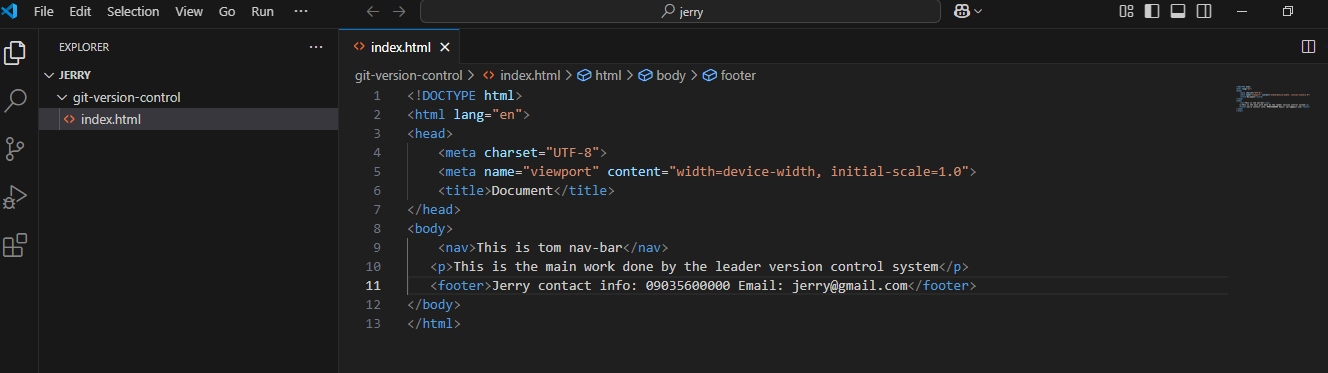 File Edit Selection View Go Run ... jerry
EXPLORER ...
index.html
JERRY
git-version-control
index.html
git-version-control > index.html > html > body > footer
1 <!DOCTYPE html>
2 <html lang="en">
3 <head>
4 <meta charset="UTF-8">
5 <meta name="viewport" content="width=device-width, initial-scale=1.0">
6 <title>Document</title>
7 </head>
8 <body>
9 <nav>This is tom nav-bar</nav>
10 <p>This is the main work done by the leader version control system</p>
11 <footer>Jerry contact info: 09035600000 Email: jerry@gmail.com</footer>
12 </body>
13 </html>